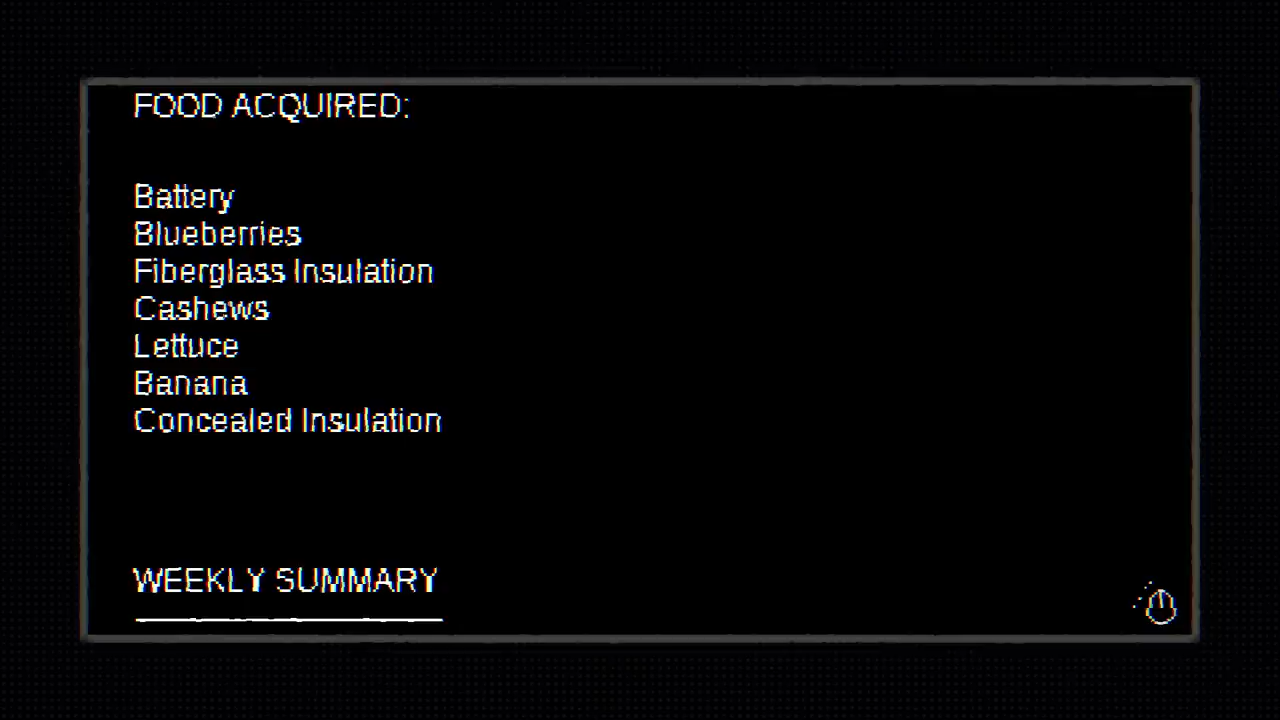 FOOD ACQUIRED:
Battery
Blueberries
Fiberglass Insulation
Cashews
Lettuce
Banana
Concealed Insulation
WEEKLY SUMMARY